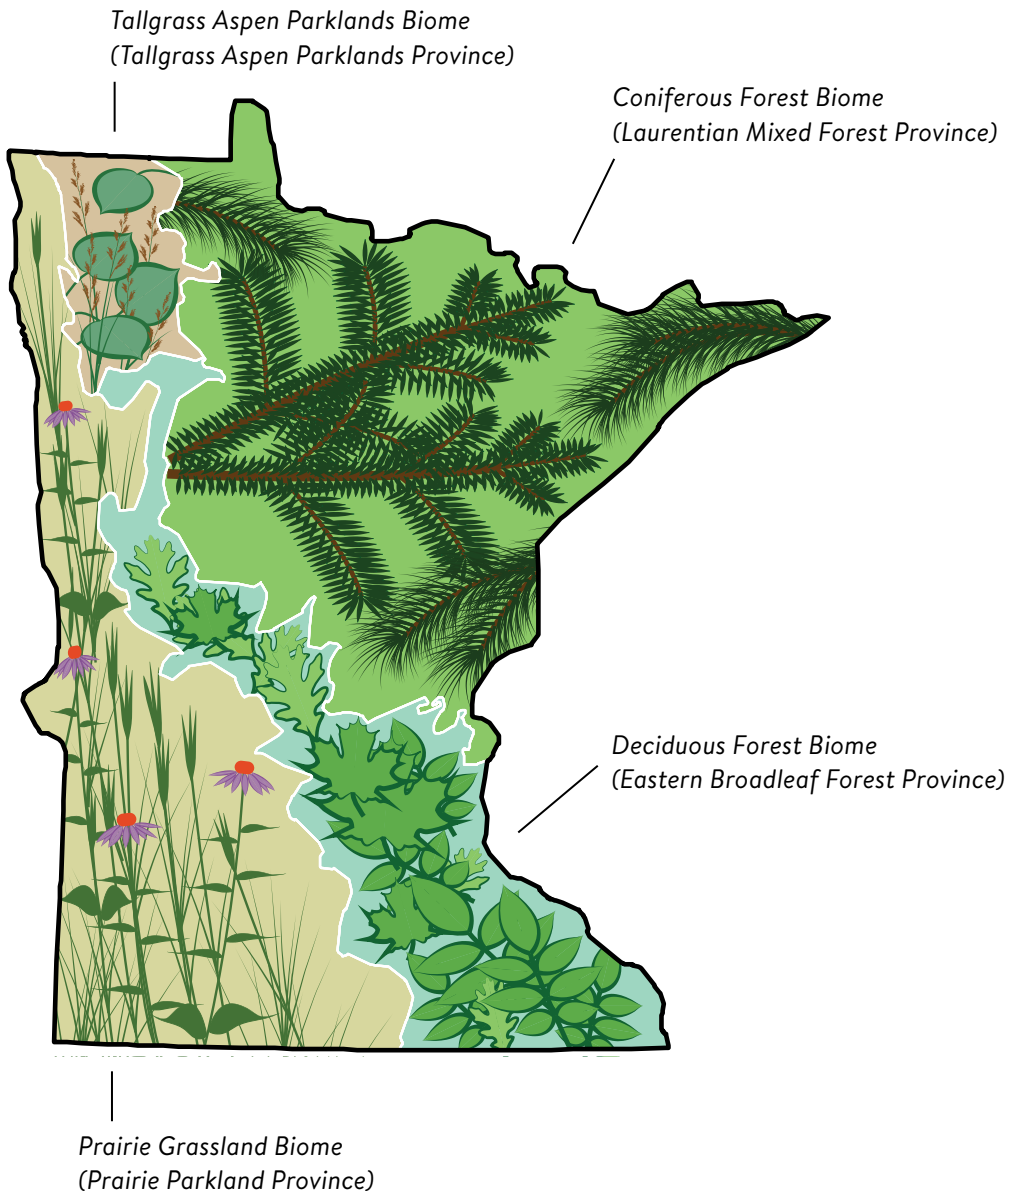 Tallgrass Aspen Parklands Biome
(Tallgrass Aspen Parklands Province)
Coniferous Forest Biome
(Laurentian Mixed Forest Province)
Deciduous Forest Biome
(Eastern Broadleaf Forest Province)
Prairie Grassland Biome
(Prairie Parkland Province)